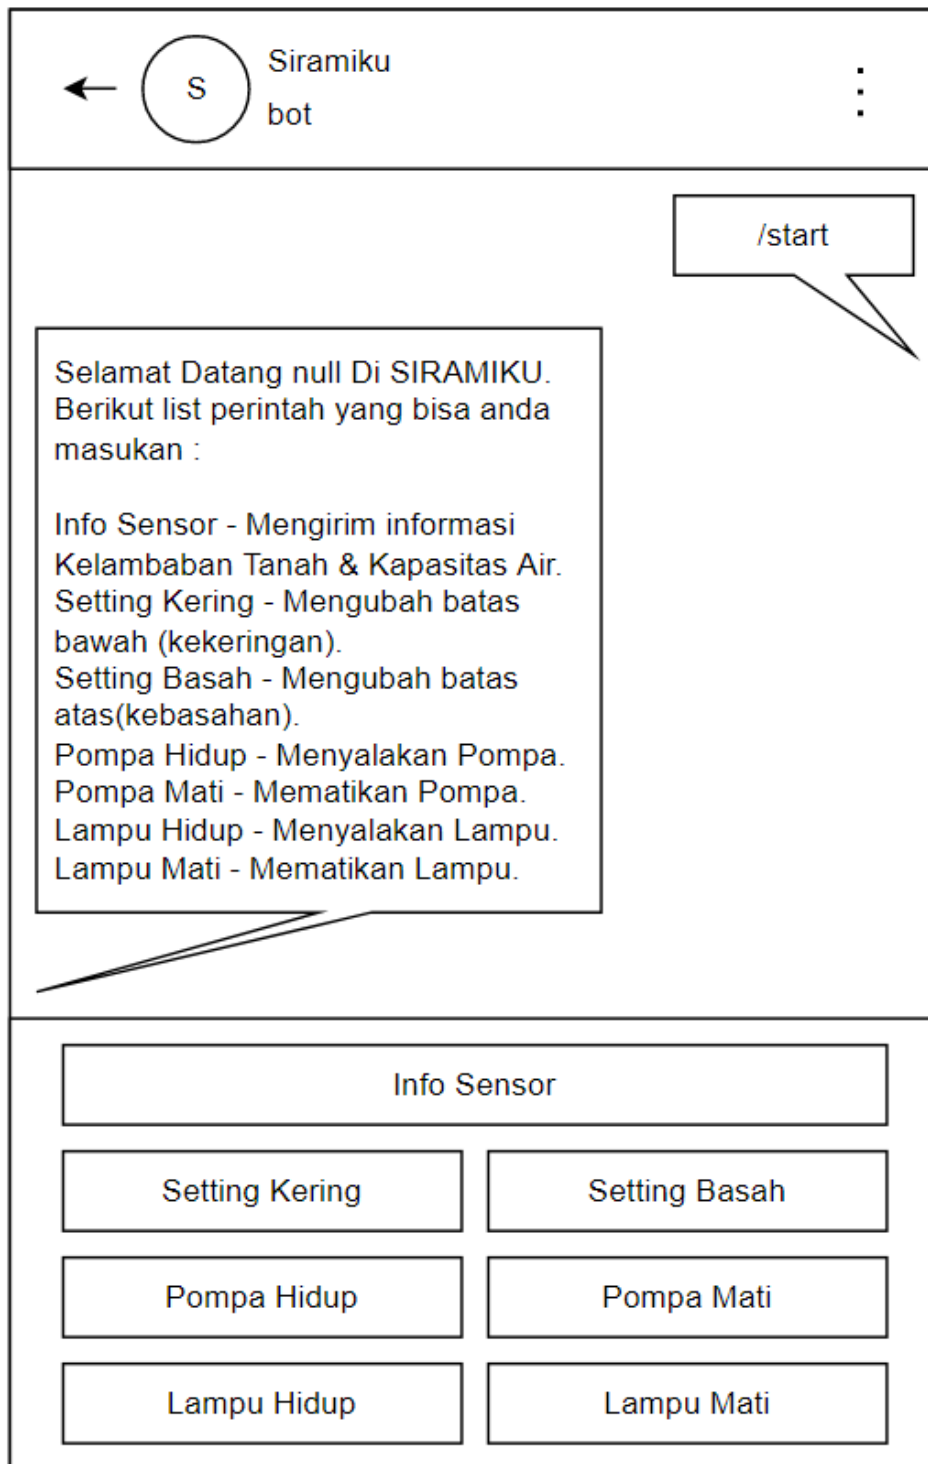 S
Siramiku
bot
/start
Selamat Datang null Di SIRAMIKU.
Berikut list perintah yang bisa anda
masukan :
Info Sensor - Mengirim informasi
Kelambaban Tanah & Kapasitas Air.
Setting Kering - Mengubah batas
bawah (kekeringan).
Setting Basah - Mengubah batas
atas(kebasahan).
Pompa Hidup - Menyalakan Pompa.
Pompa Mati - Mematikan Pompa.
Lampu Hidup - Menyalakan Lampu.
Lampu Mati - Mematikan Lampu.
Info Sensor
Setting Kering
Setting Basah
Pompa Hidup
Pompa Mati
Lampu Hidup
Lampu Mati